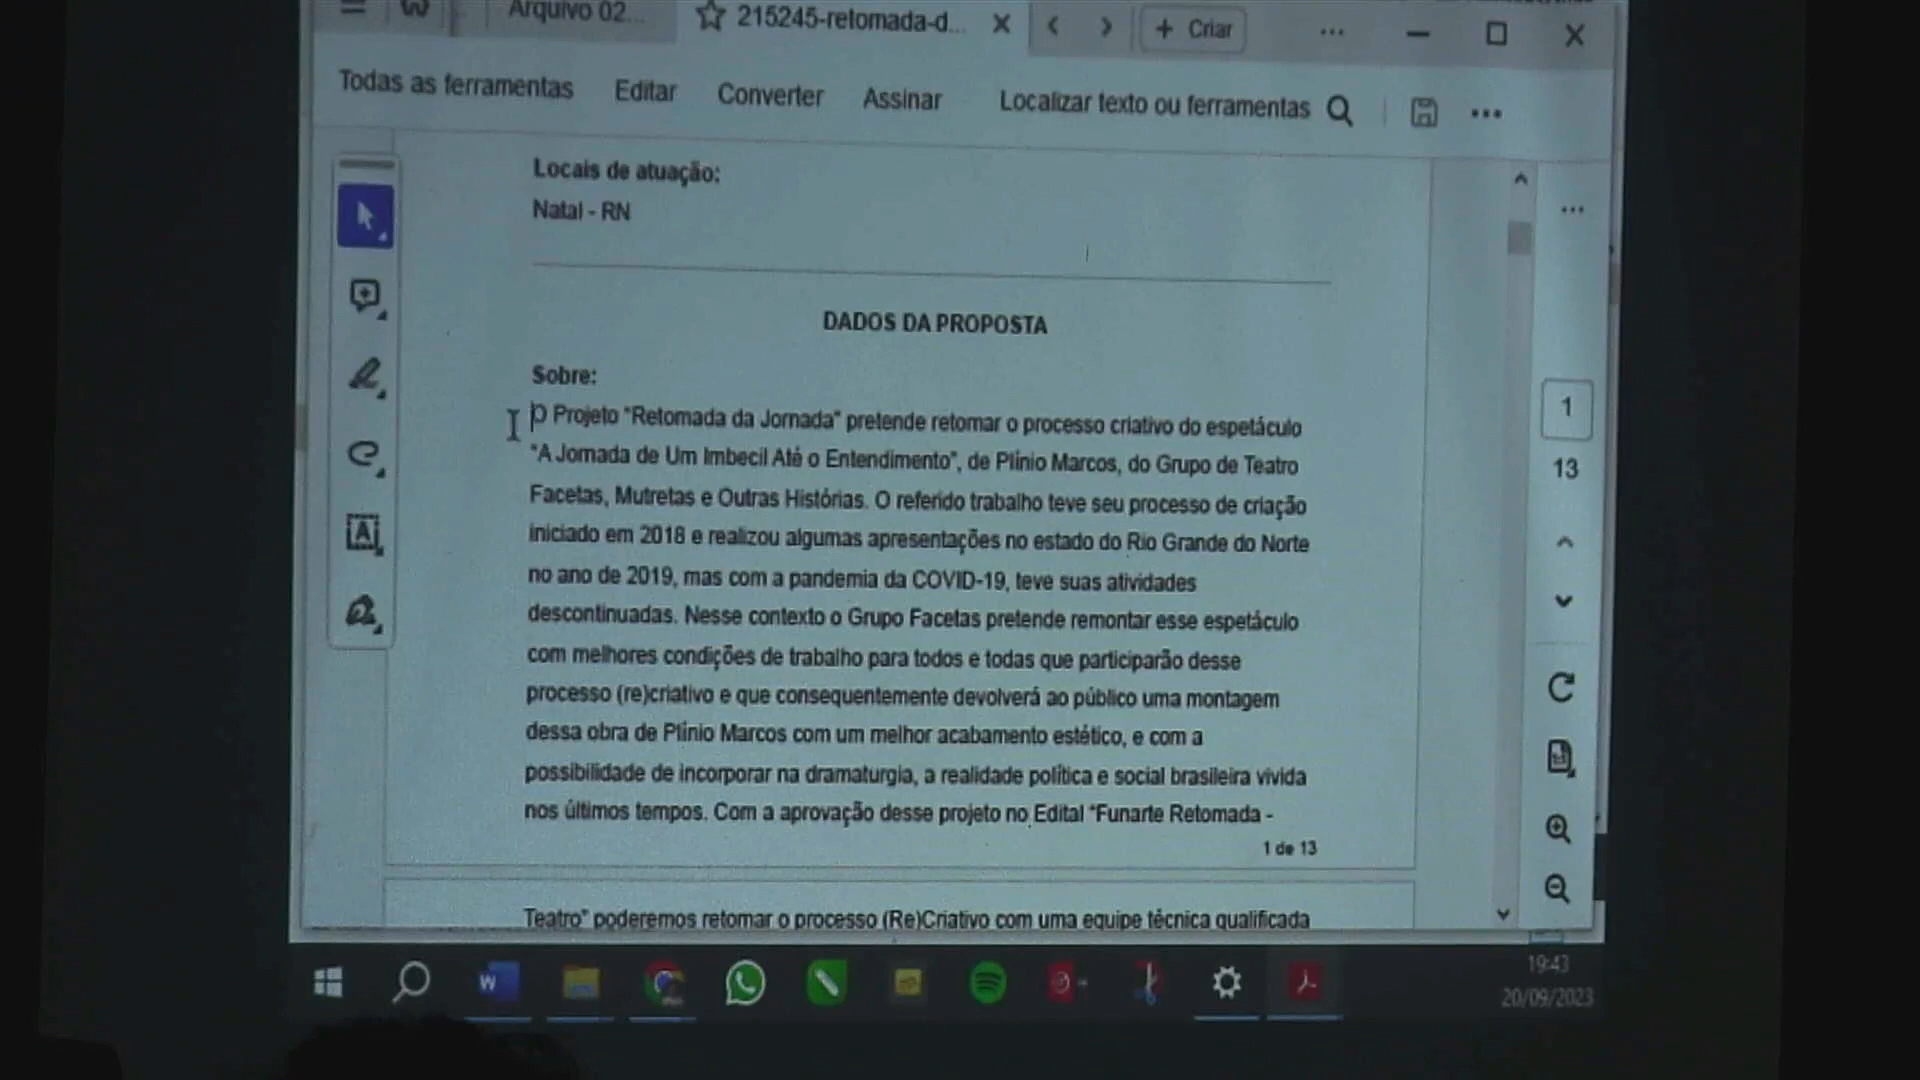 Arquivo 02...
215245-retomada-d...
+ Criar
Todas as ferramentas
Editar
Converter
Assinar
Localizar texto ou ferramentas
Locais de atuação:
Natal - RN
DADOS DA PROPOSTA
Sobre:
O Projeto "Retomada da Jornada" pretende retomar o processo criativo do espetáculo
"A Jornada de Um Imbecil Até o Entendimento", de Plínio Marcos, do Grupo de Teatro
Facetas, Mutretas e Outras Histórias. O referido trabalho teve seu processo de criação
iniciado em 2018 e realizou algumas apresentações no estado do Rio Grande do Norte
no ano de 2019, mas com a pandemia da COVID-19, teve suas atividades
descontinuadas. Nesse contexto o Grupo Facetas pretende remontar esse espetáculo
com melhores condições de trabalho para todos e todas que participarão desse
processo (re)criativo e que consequentemente devolverá ao público uma montagem
dessa obra de Plínio Marcos com um melhor acabamento estético, e com a
possibilidade de incorporar na dramaturgia, a realidade política e social brasileira vivida
nos últimos tempos. Com a aprovação desse projeto no Edital "Funarte Retomada -
1 de 13
Teatro" poderemos retomar o processo (Re)Criativo com uma equipe técnica qualificada
1
13
19:43
20/09/2023